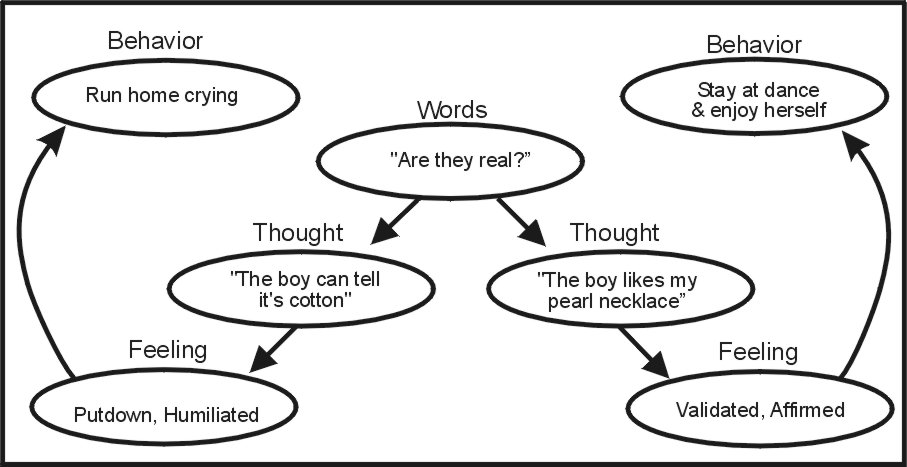 Behavior
Run home crying
Behavior
Stay at dance
& enjoy herself
Words
"Are they real?”
Thought
"The boy can tell
it's cotton"
Thought
"The boy likes my
pearl necklace”
Feeling
Putdown, Humiliated
Feeling
Validated, Affirmed